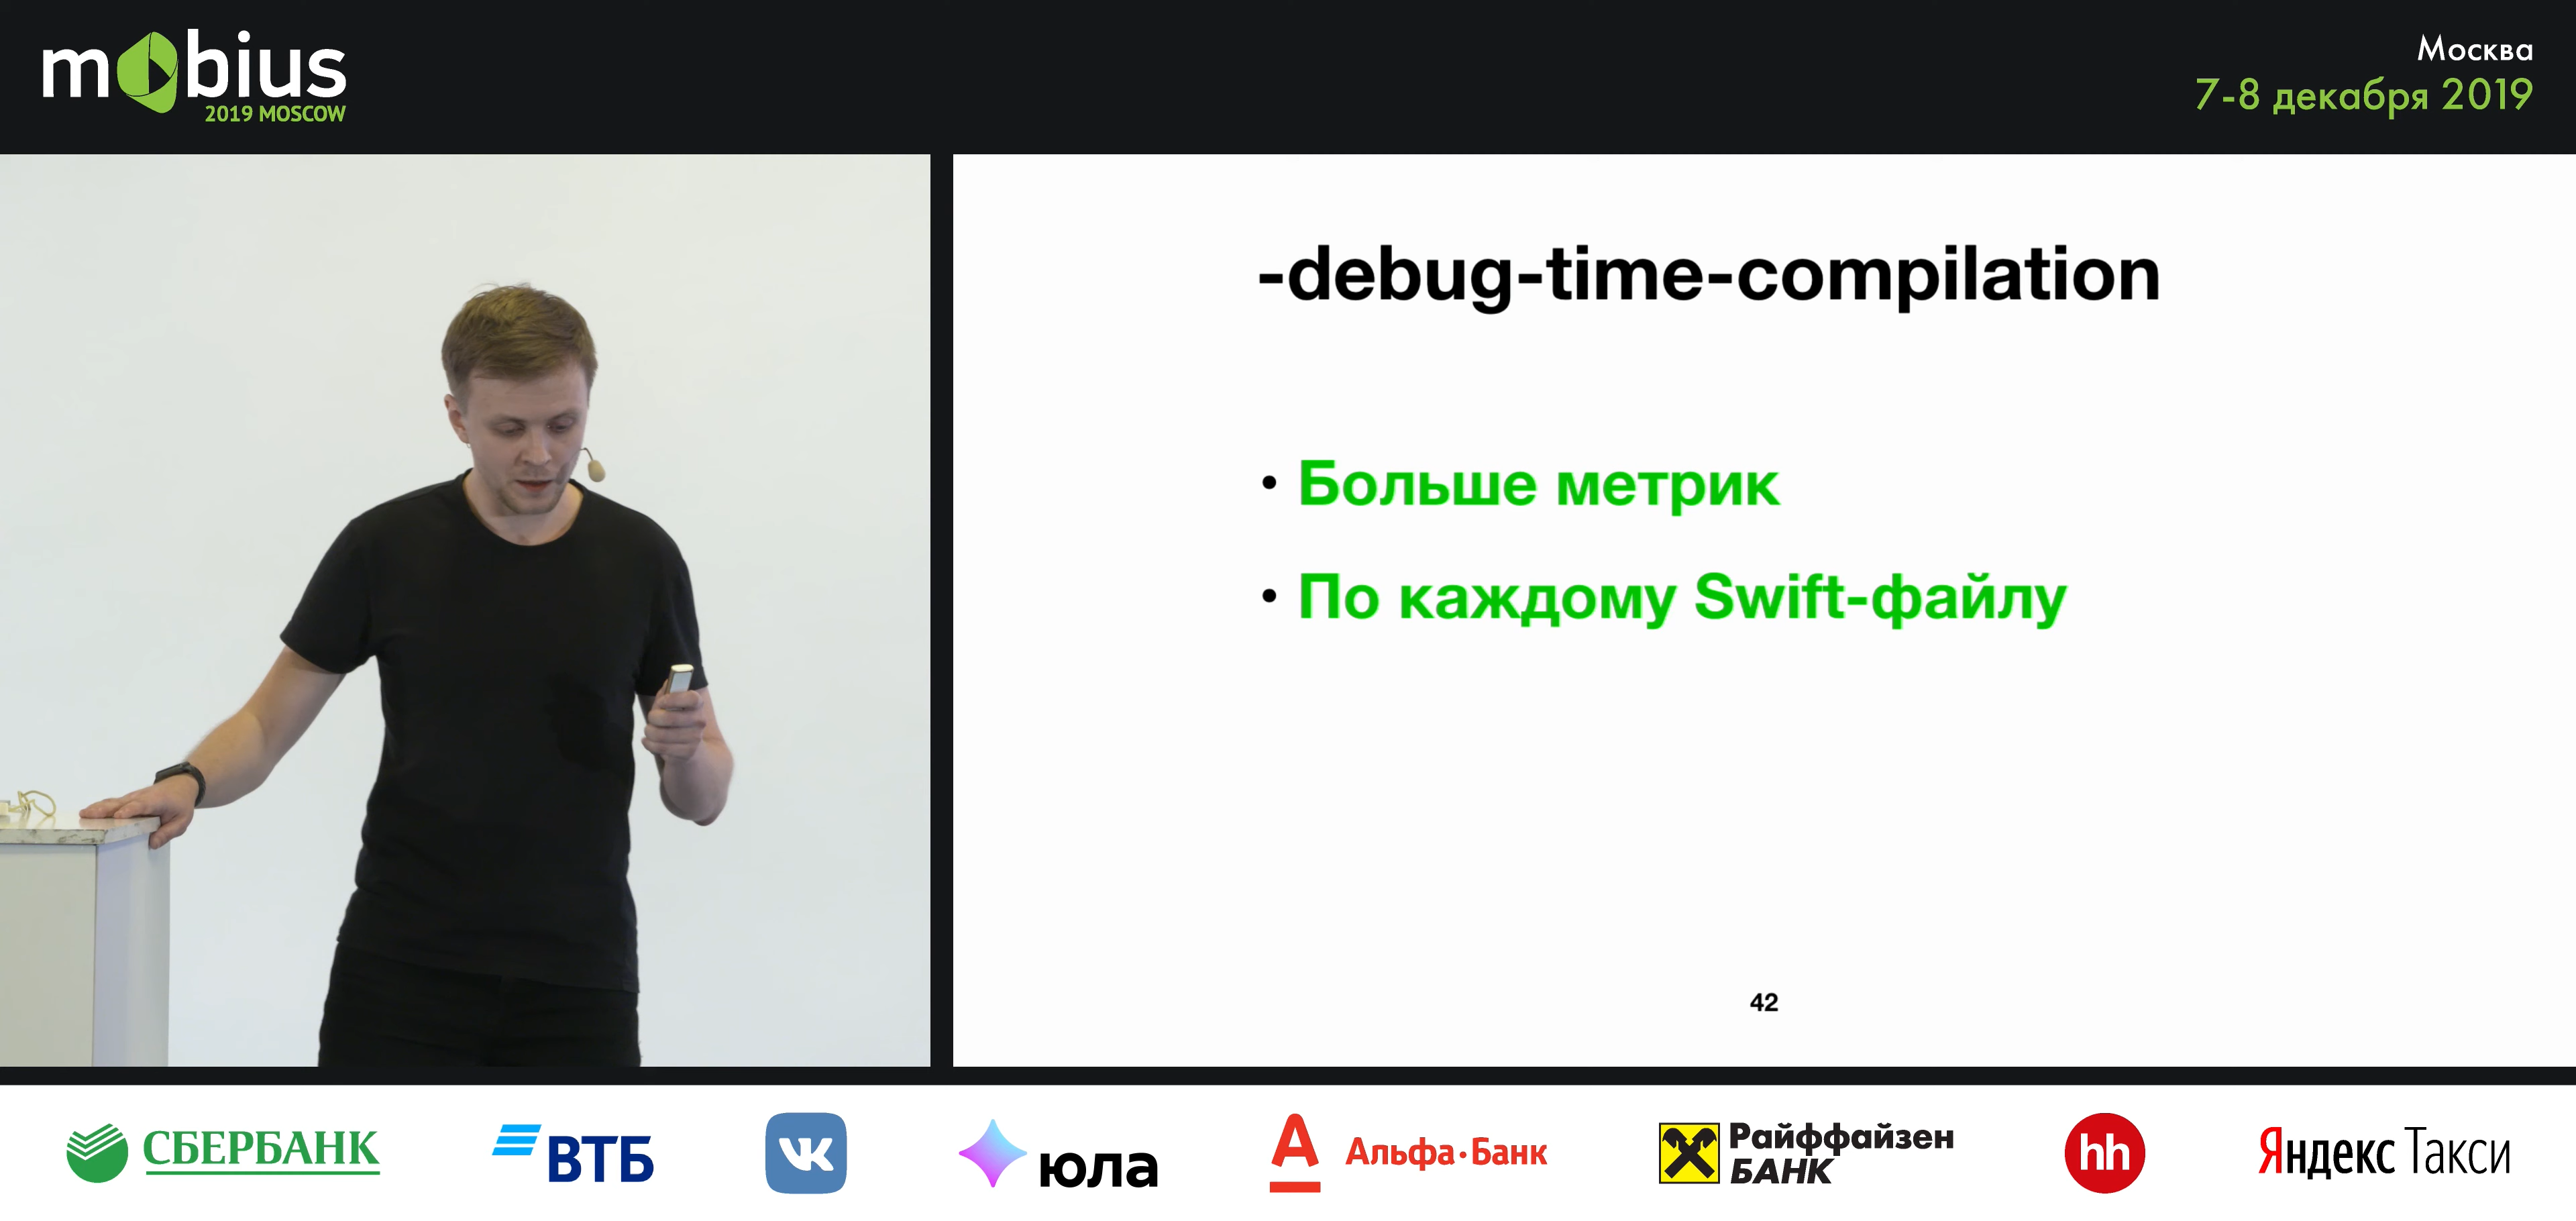 mobius
2019 MOSCOW
Москва
7-8 декабря 2019
-debug-time-compilation
• Больше метрик
• По каждому Swift-файлу
42
СБЕРБАНК
ВТБ
VK
юла
А Альфа·Банк
Райффайзен
БАНК
hh
Яндекс Такси